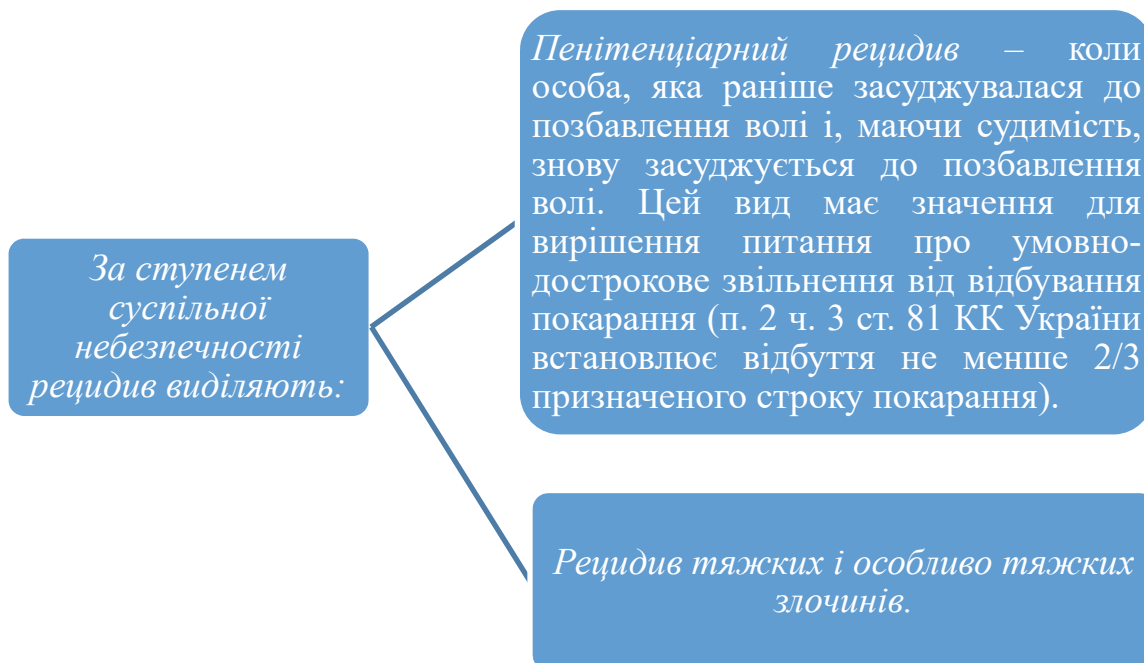 За ступенем
суспільної
небезпечності
рецидив виділяють:
Пенітенціарний рецидив – коли
особа, яка раніше засуджувалася до
позбавлення волі і, маючи судимість,
знову засуджується до позбавлення
волі. Цей вид має значення для
вирішення питання про умовно-
дострокове звільнення від відбування
покарання (п. 2 ч. 3 ст. 81 КК України
встановлює відбуття не менше 2/3
призначеного строку покарання).
Рецидив тяжких і особливо тяжких
злочинів.